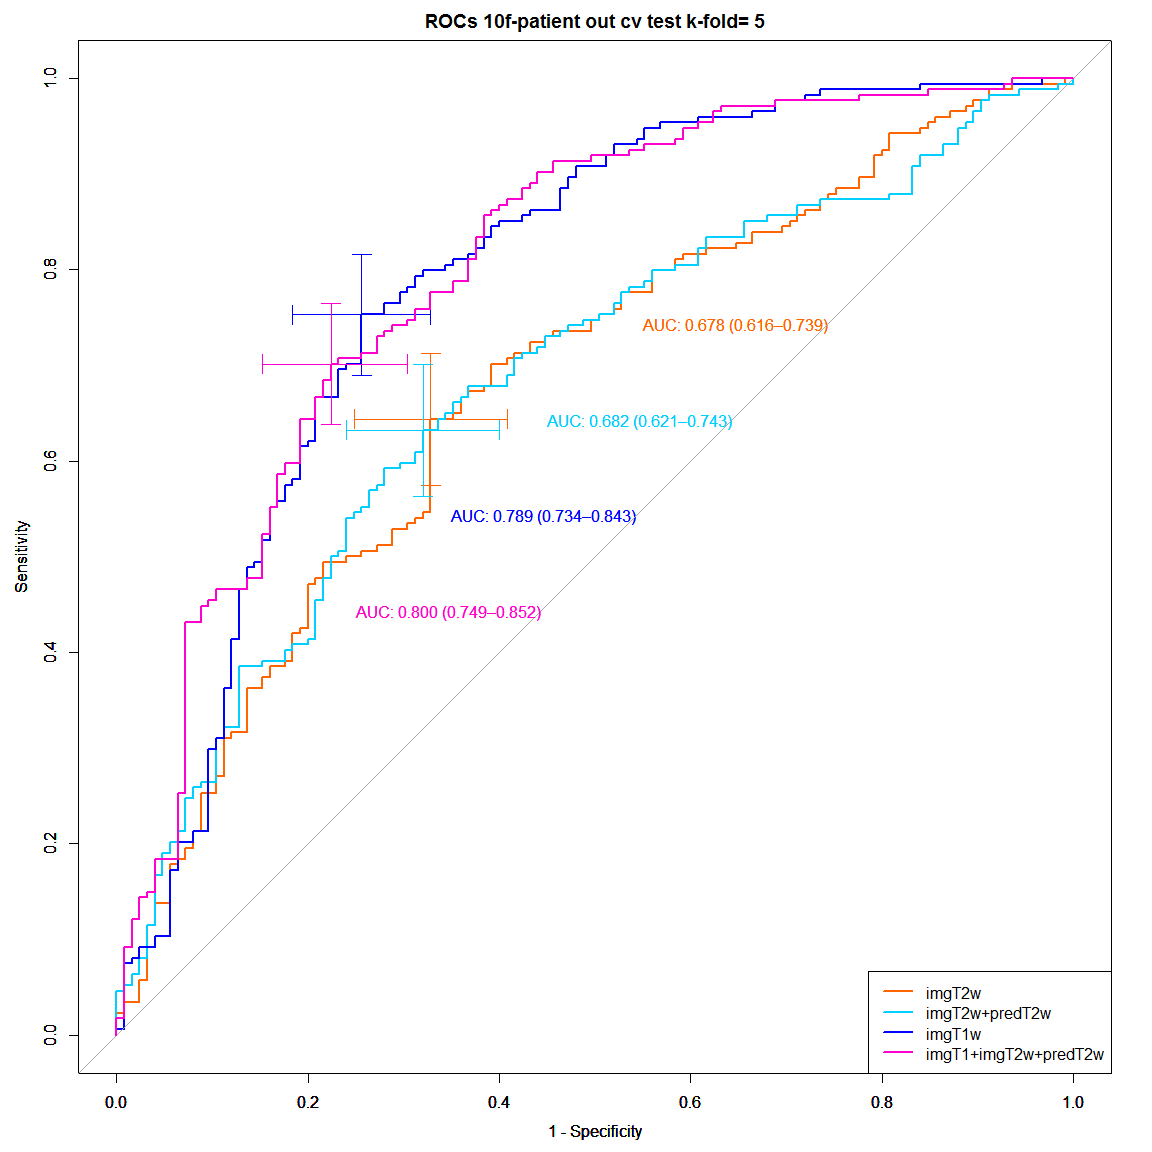 ROCs 10f-patient out cv test k-fold= 5
1.0
0.8
0.6
0.4
0.2
0.0
Sensitivity
AUC: 0.678 (0.616–0.739)
AUC: 0.682 (0.621–0.743)
AUC: 0.789 (0.734–0.843)
AUC: 0.800 (0.749–0.852)
imgT2w
imgT2w+predT2w
imgT1w
imgT1+imgT2w+predT2w
0.0 0.2 0.4 0.6 0.8 1.0
1 - Specificity